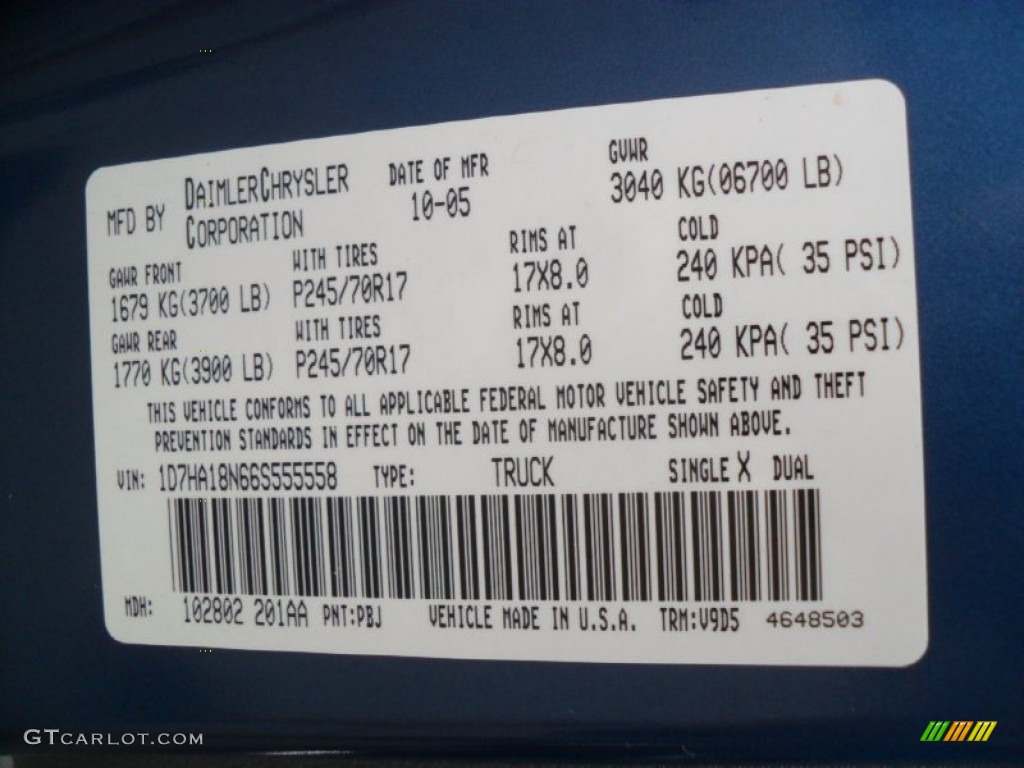 MFD BY DAIMLERCHRYSLER CORPORATION DATE OF MFR 10-05 GVWR 3040 KG(06700 LB)
GAWR FRONT WITH TIRES RIMS AT COLD
1679 KG(3700 LB) P245/70R17 17X8.0 240 KPA( 35 PSI)
GAWR REAR WITH TIRES RIMS AT COLD
1770 KG(3900 LB) P245/70R17 17X8.0 240 KPA( 35 PSI)
THIS VEHICLE CONFORMS TO ALL APPLICABLE FEDERAL MOTOR VEHICLE SAFETY AND THEFT
PREVENTION STANDARDS IN EFFECT ON THE DATE OF MANUFACTURE SHOWN ABOVE.
VIN: 1D7HA18N66S555558 TYPE: TRUCK SINGLE X DUAL
MDH: 102802 201AA PNT:PBJ VEHICLE MADE IN U.S.A. TRM:V9D5 4648503
GTCARLOT.COM